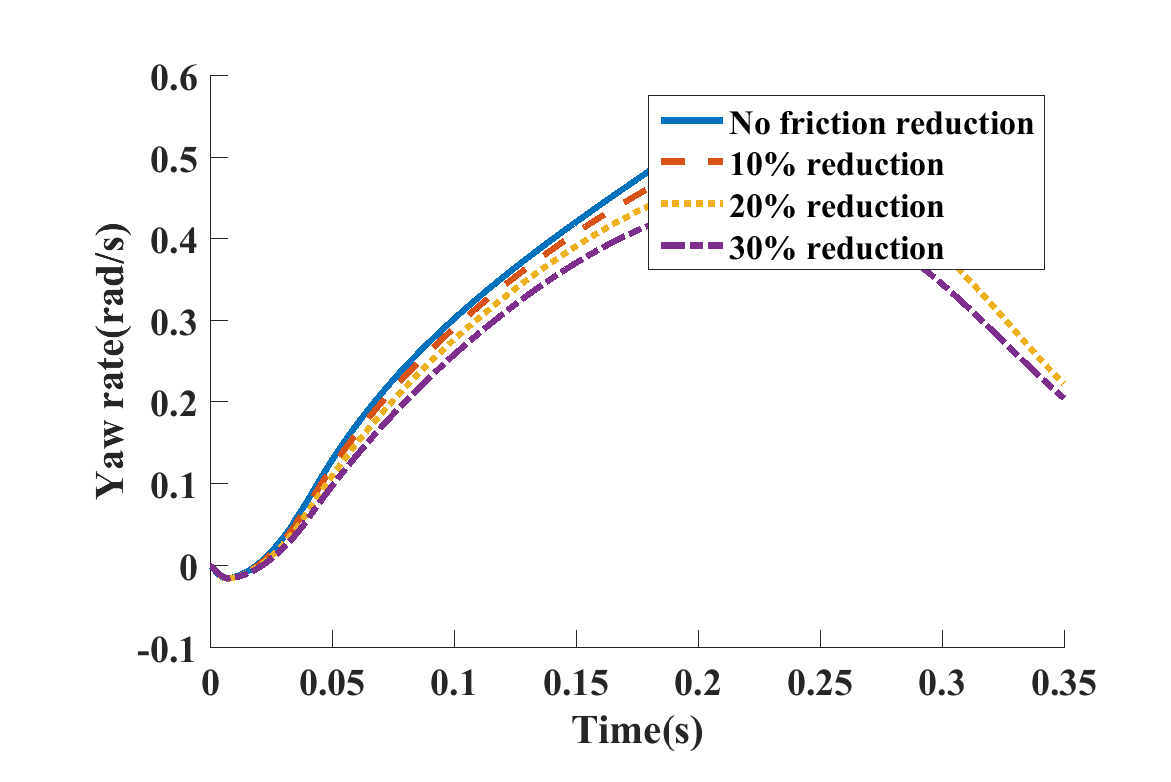 0.6
0.5
0.4
0.3
0.2
0.1
0
-0.1
Yaw rate(rad/s)
No friction reduction
10% reduction
20% reduction
30% reduction
0 0.05 0.1 0.15 0.2 0.25 0.3 0.35
Time(s)